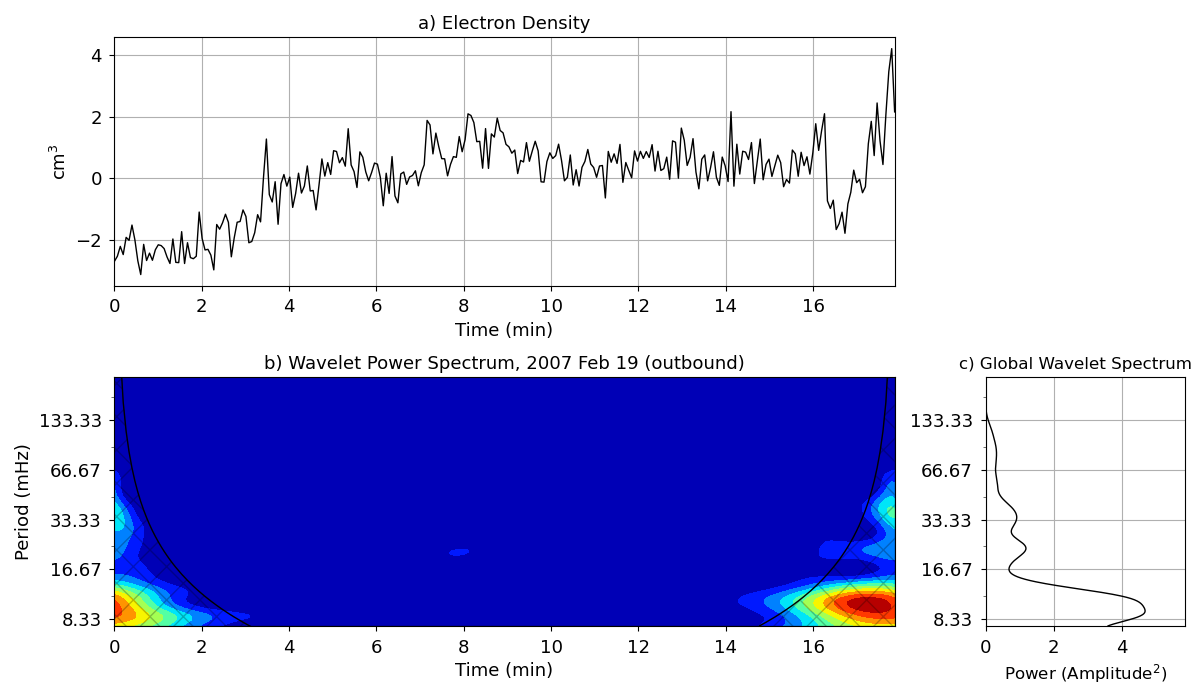 a) Electron Density
4
2
0
−2
cm³
0 2 4 6 8 10 12 14 16
Time (min)
b) Wavelet Power Spectrum, 2007 Feb 19 (outbound)
133.33
66.67
33.33
16.67
8.33
Period (mHz)
0 2 4 6 8 10 12 14 16
Time (min)
c) Global Wavelet Spectrum
133.33
66.67
33.33
16.67
8.33
0 2 4
Power (Amplitude²)